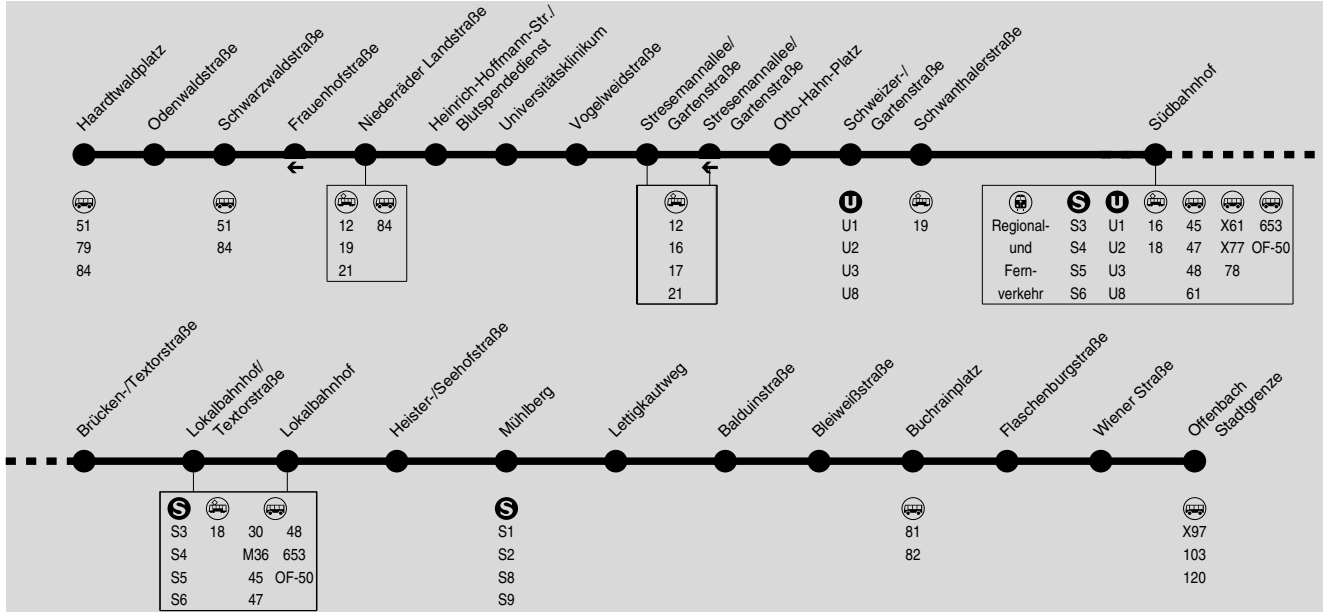 Haardtwaldplatz
Odenwaldstraße
Schwarzwaldstraße
Frauenhofstraße
Niederräder Landstraße
Heinrich-Hoffmann-Str./
Blutspendedienst
Universitätsklinikum
Vogelweidstraße
Stresemannallee/
Gartenstraße
Stresemannallee/
Gartenstraße
Otto-Hahn-Platz
Schweizer-/
Gartenstraße
Schwanthalerstraße
Südbahnhof
51
79
84
51
84
12 84
19
21
12
16
17
21
U
U1
U2
U3
U8
19
S U
Regional- S3 U1 16 45 X61 653
und S4 U2 18 47 X77 OF-50
Fern- S5 U3 48 78
verkehr S6 U8 61
Brücken-/Textorstraße
Lokalbahnhof/
Textorstraße
Lokalbahnhof
Heister-/Seehofstraße
Mühlberg
Lettigkautweg
Balduinstraße
Bleiweißstraße
Buchrainplatz
Flaschenburgstraße
Wiener Straße
Offenbach
Stadtgrenze
S
S3 18 30 48
S4 M36 653
S5 45 OF-50
S6 47
S
S1
S2
S8
S9
81
82
X97
103
120